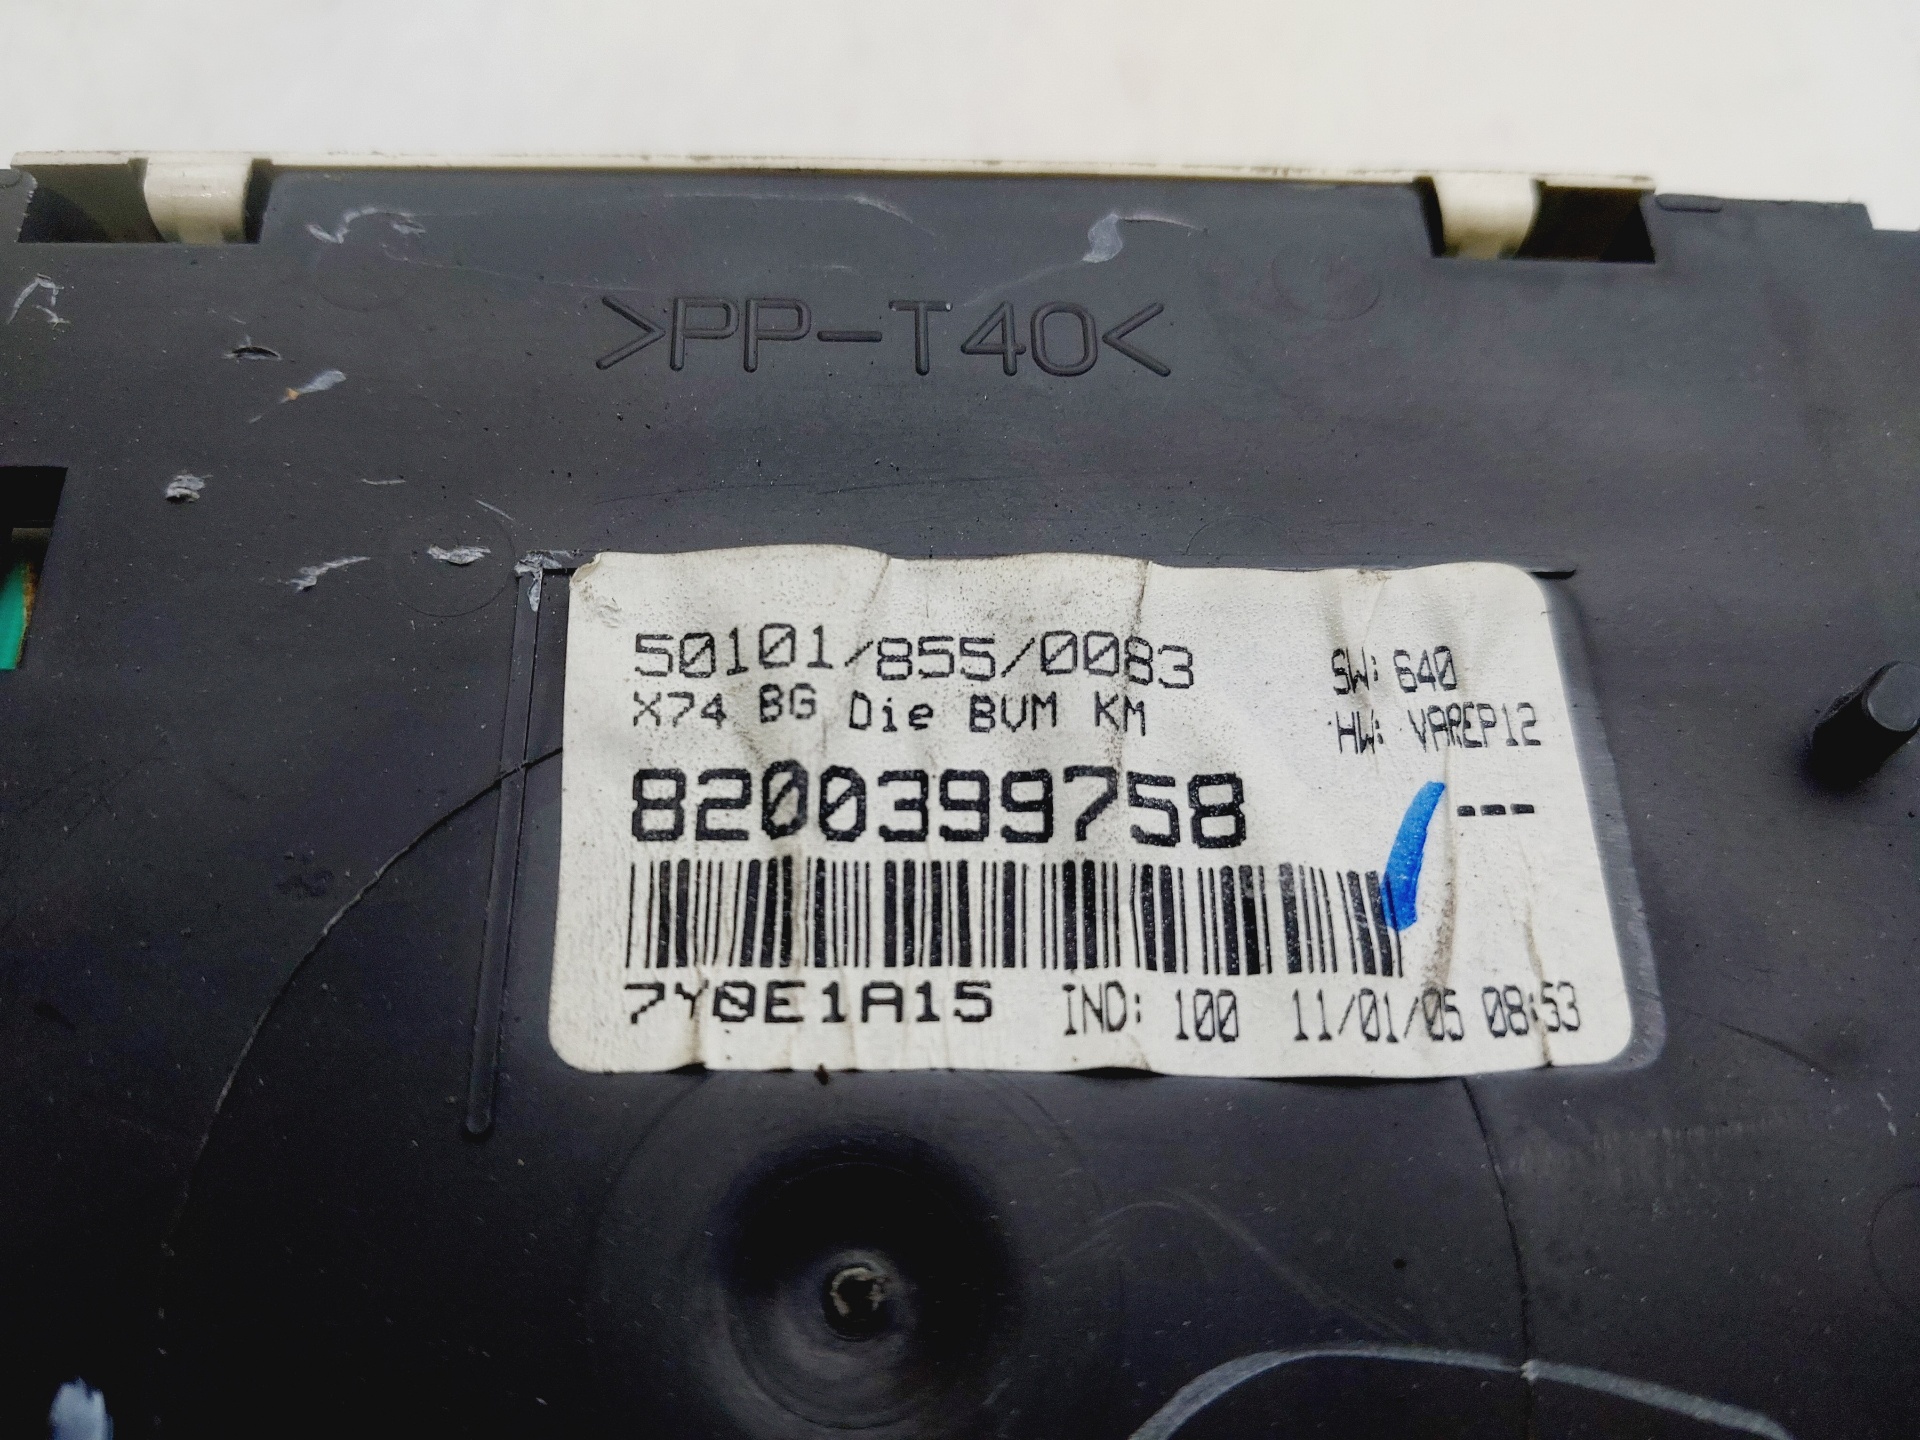 >PP-T40<
50101/855/0083
SW: 640
X74 BG Die BVM KM
HW: VAREP12
8200399758
---
7Y0E1A15 IND: 100 11/01/05 08:53